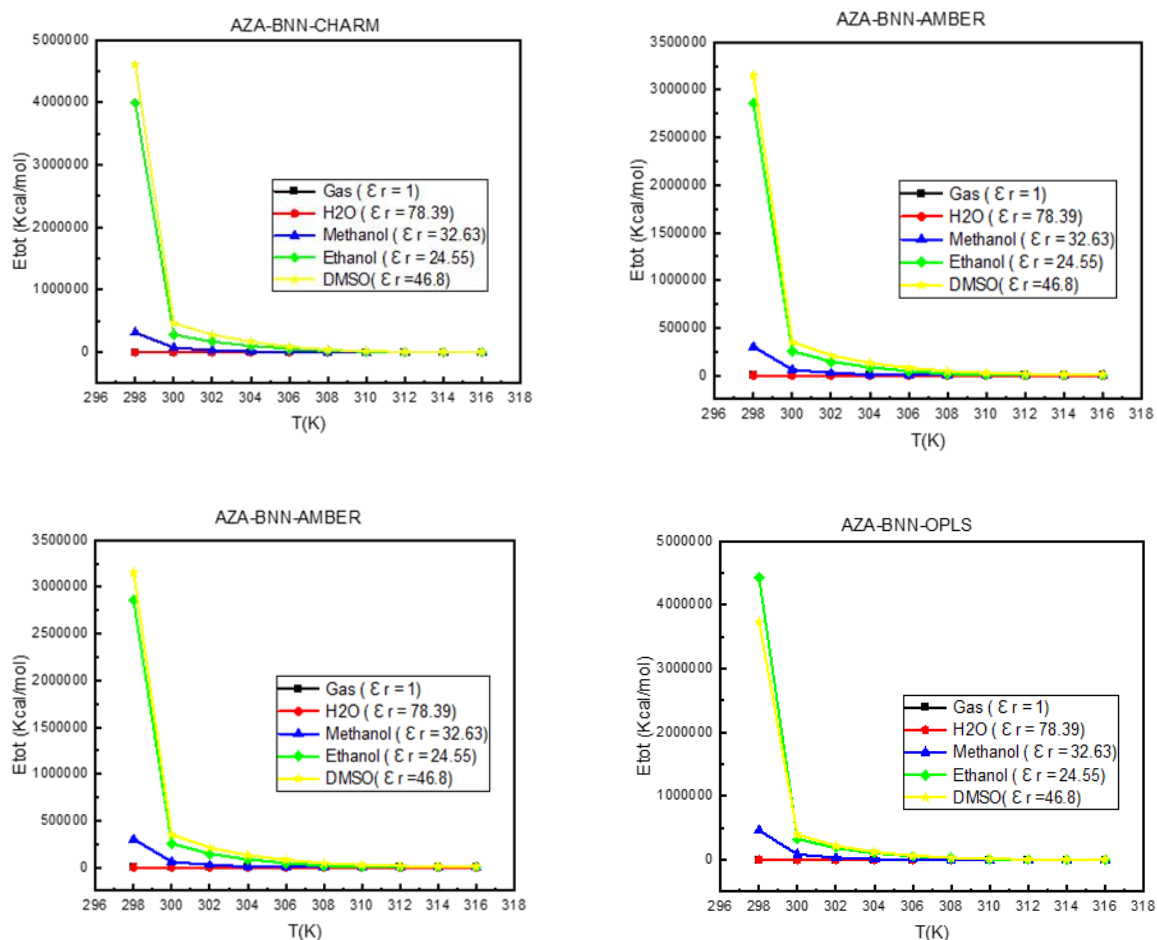 AZA-BNN-CHARM
5000000
4000000
3000000
2000000
1000000
0
Etot (Kcal/mol)
Gas ( Ɛ r = 1)
H2O ( Ɛ r = 78.39)
Methanol ( Ɛ r = 32.63)
Ethanol ( Ɛ r = 24.55)
DMSO( Ɛ r =46.8)
296 298 300 302 304 306 308 310 312 314 316 318
T(K)
AZA-BNN-AMBER
3500000
3000000
2500000
2000000
1500000
1000000
500000
0
Etot (Kcal/mol)
Gas ( Ɛ r = 1)
H2O ( Ɛ r = 78.39)
Methanol ( Ɛ r = 32.63)
Ethanol ( Ɛ r = 24.55)
DMSO( Ɛ r =46.8)
296 298 300 302 304 306 308 310 312 314 316 318
T(K)
AZA-BNN-AMBER
3500000
3000000
2500000
2000000
1500000
1000000
500000
0
Etot (Kcal/mol)
Gas ( Ɛ r = 1)
H2O ( Ɛ r = 78.39)
Methanol ( Ɛ r = 32.63)
Ethanol ( Ɛ r = 24.55)
DMSO( Ɛ r =46.8)
296 298 300 302 304 306 308 310 312 314 316 318
T(K)
AZA-BNN-OPLS
5000000
4000000
3000000
2000000
1000000
0
Etot (Kcal/mol)
Gas ( Ɛ r = 1)
H2O ( Ɛ r = 78.39)
Methanol ( Ɛ r = 32.63)
Ethanol ( Ɛ r = 24.55)
DMSO( Ɛ r =46.8)
296 298 300 302 304 306 308 310 312 314 316 318
T(K)